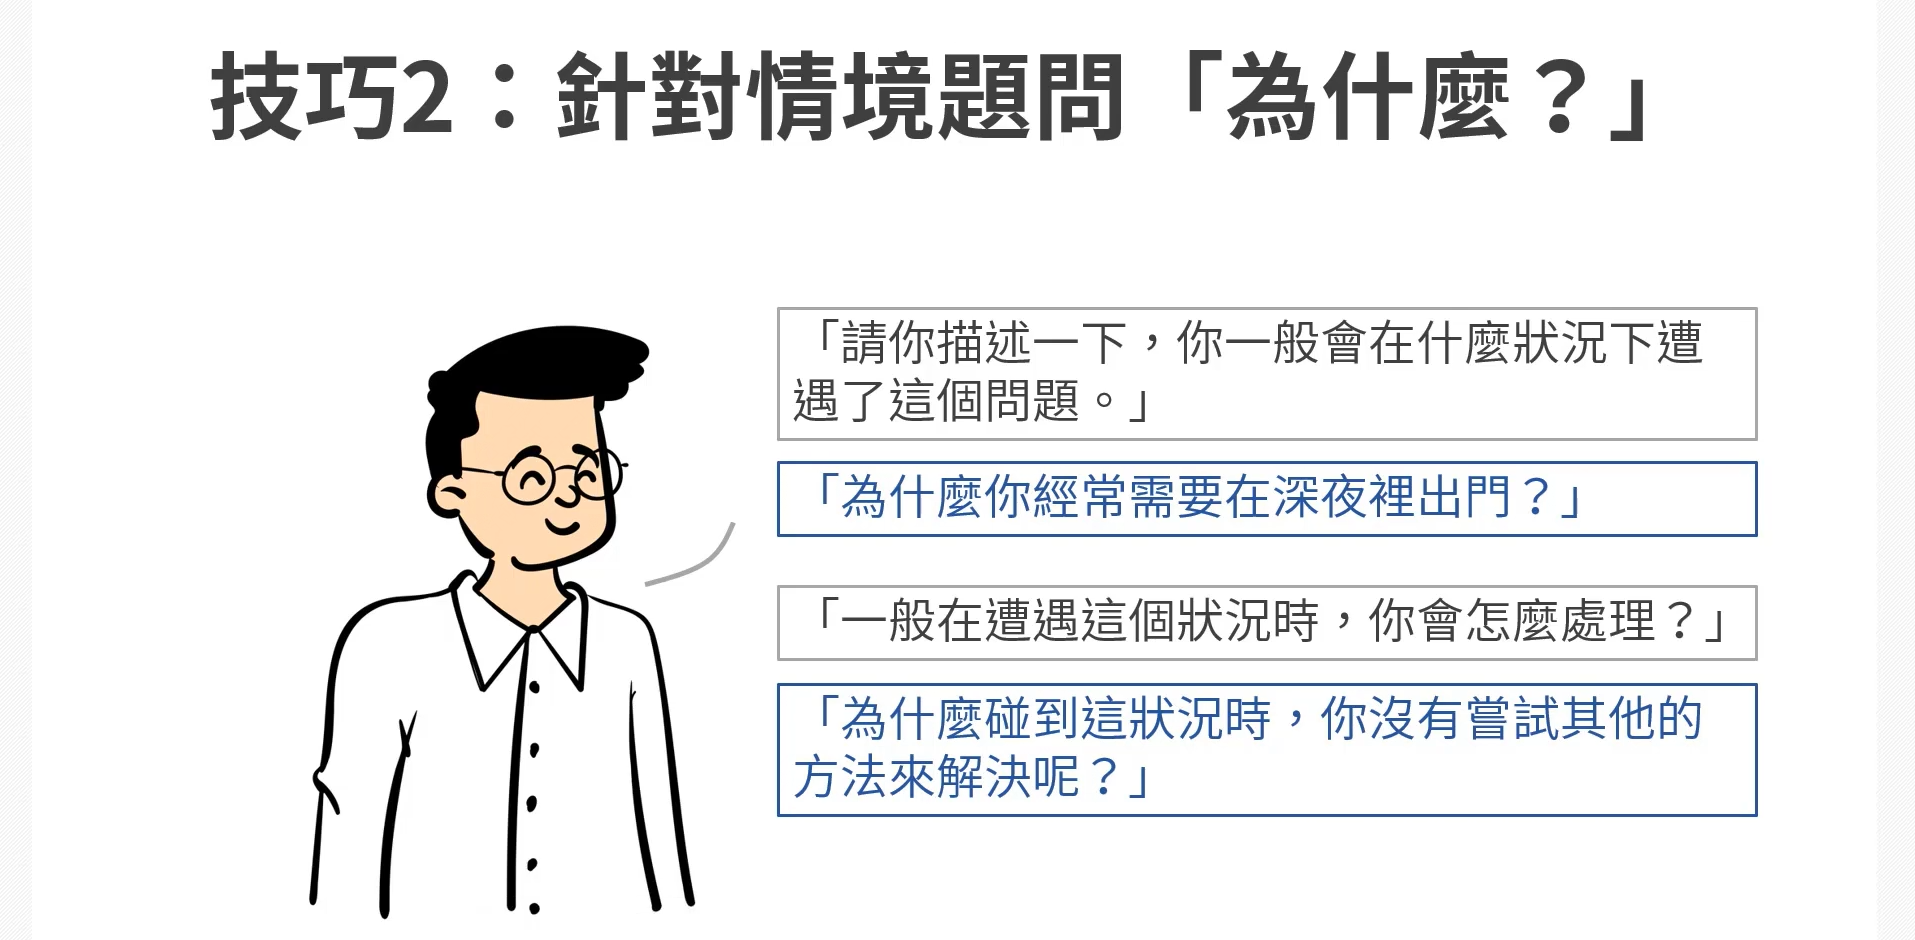 技巧2：針對情境題問「為什麼？」
「請你描述一下，你一般會在什麼狀況下遭
遇了這個問題。」
「為什麼你經常需要在深夜裡出門？」
「一般在遭遇這個狀況時，你會怎麼處理？」
「為什麼碰到這狀況時，你沒有嘗試其他的
方法來解決呢？」